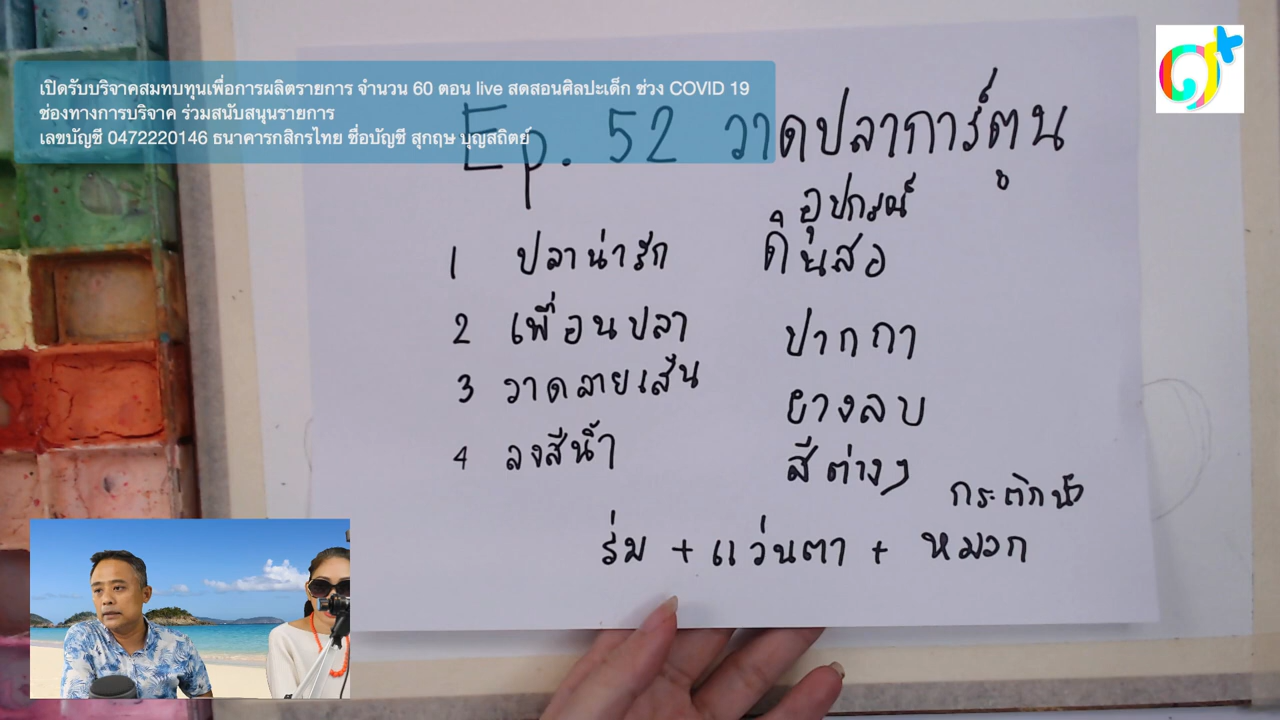 เปิดรับบริจาคสมทบทุนเพื่อการผลิตรายการ จำนวน 60 ตอน live สดสอนศิลปะเด็ก ช่วง COVID 19
ช่องทางการบริจาค ร่วมสนับสนุนรายการ
เลขบัญชี 0472220146 ธนาคารกสิกรไทย ชื่อบัญชี สุกฤษ บุญสถิตย์
Ep. 52 วาดปลาการ์ตูน
อุปกรณ์
1 ปลาน่ารัก
2 เพื่อนปลา
3 วาดลายเส้น
4 ลงสีน้ำ
ดินสอ
ปากกา
ยางลบ
สีต่างๆ
กระติกน้ำ
ร่ม + แว่นตา + หมวก